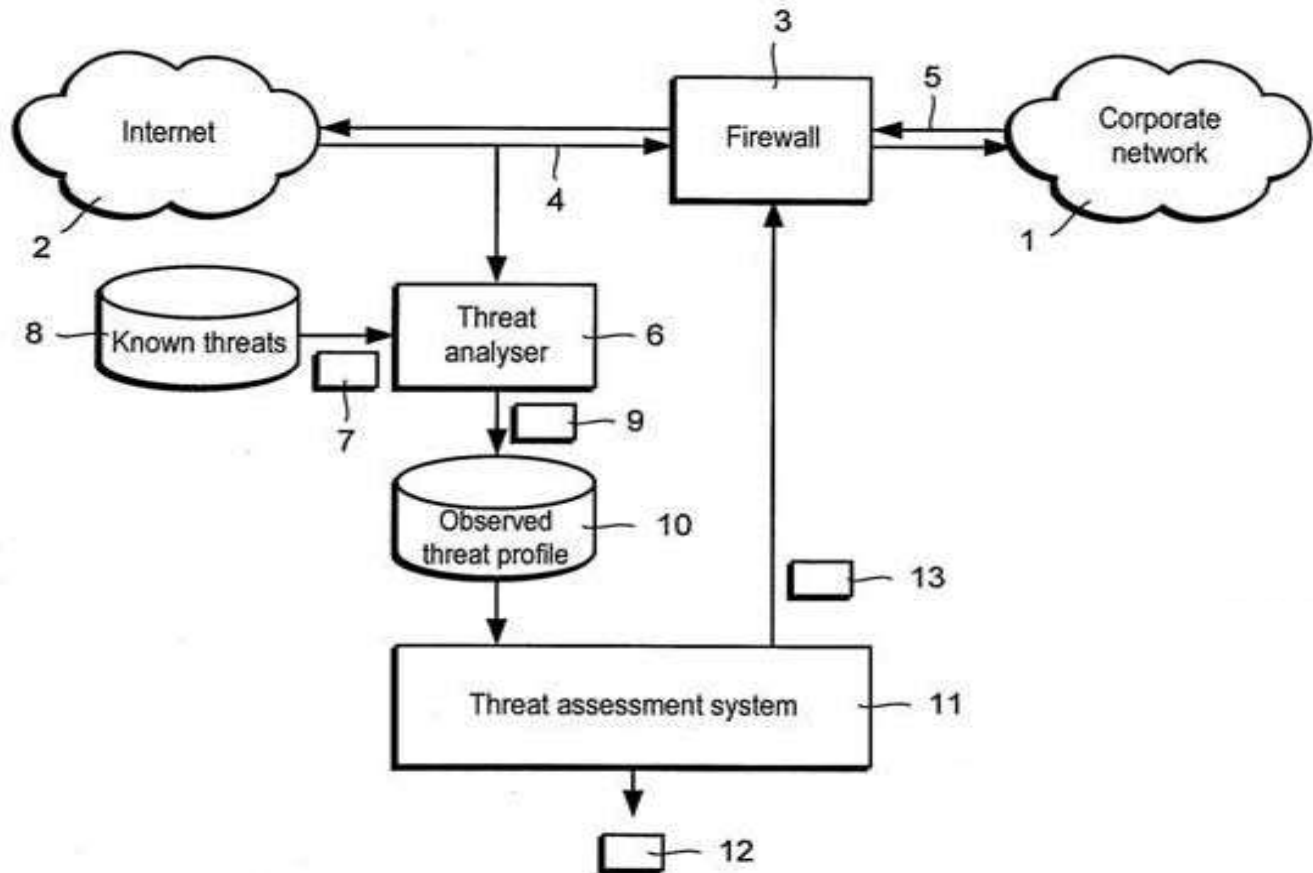 3
5
Internet
Firewall
Corporate
network
4
2
1
8
Known threats
Threat
analyser
6
7
9
Observed
threat profile
10
13
Threat assessment system
11
12